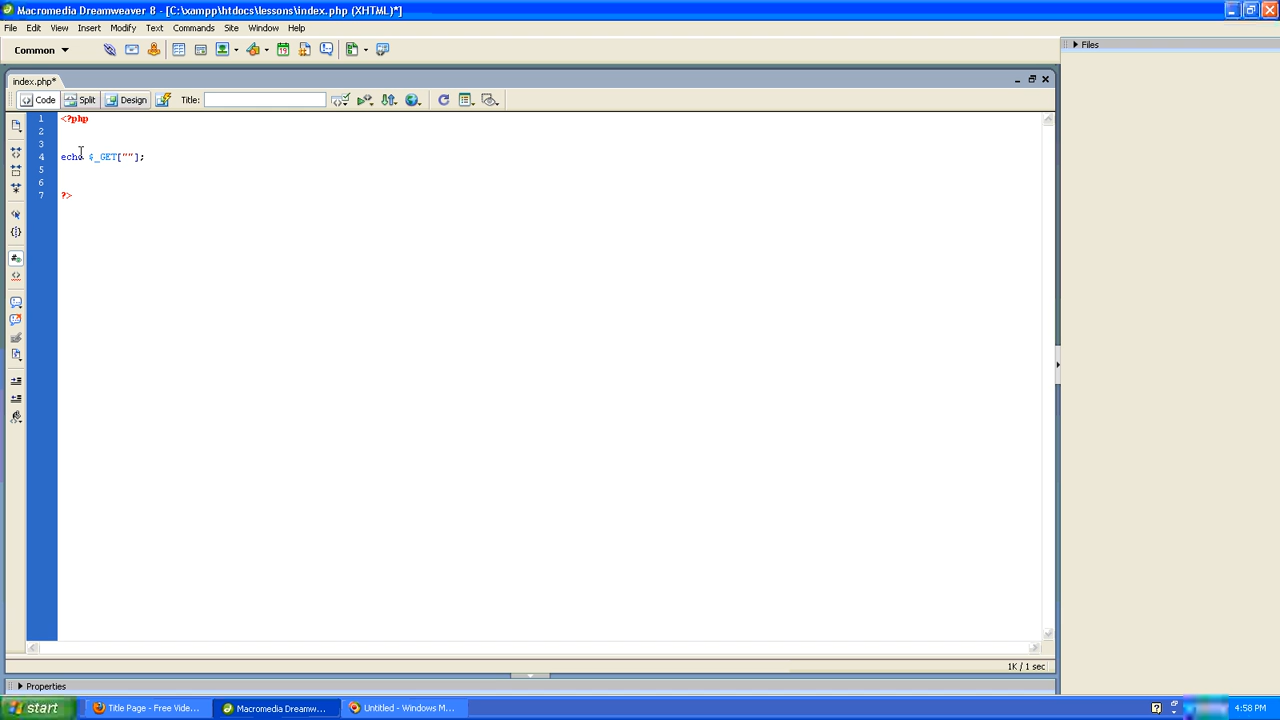 Macromedia Dreamweaver 8 - [C:\xampp\htdocs\lessons\index.php (XHTML)*]
File Edit View Insert Modify Text Commands Site Window Help
Common
Files
index.php*
Code Split Design Title:
1 <?php
2
3
4 echo $_GET[""];
5
6
7 ?>
1K / 1 sec
Properties
start Title Page - Free Vide... Macromedia Dreamw... Untitled - Windows M... 4:58 PM